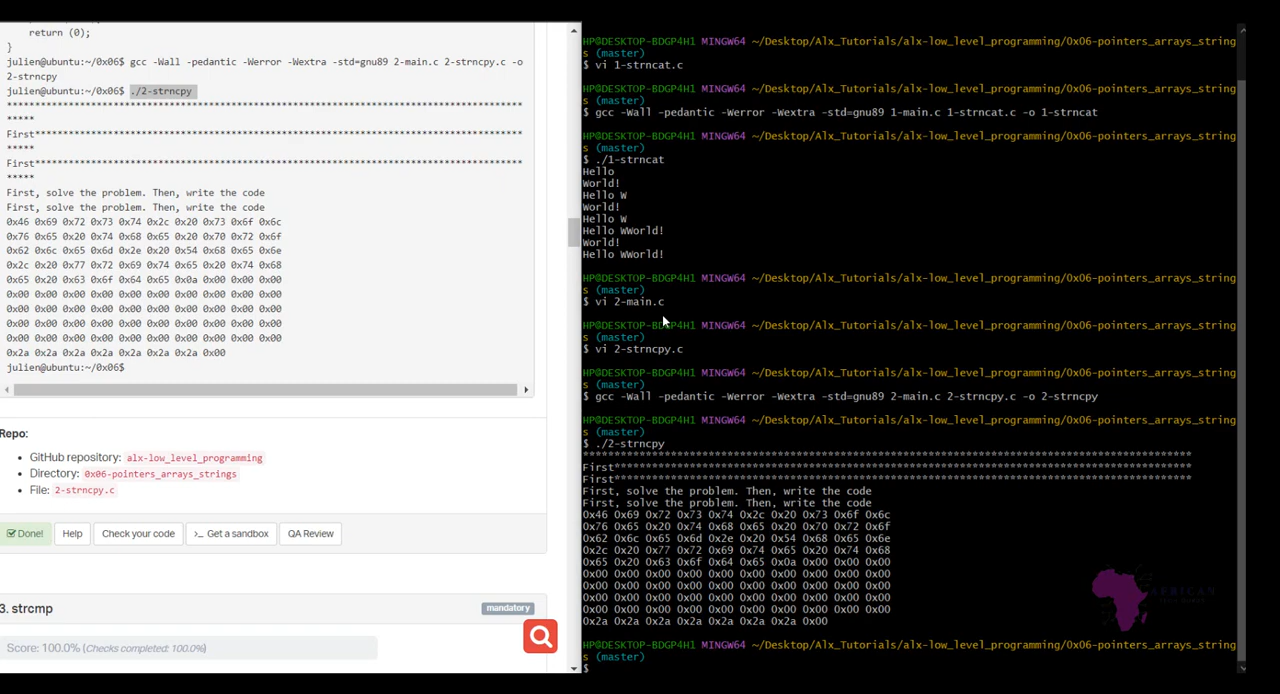 return (0);
}
julien@ubuntu:~/0x06$ gcc -Wall -pedantic -Werror -Wextra -std=gnu89 2-main.c 2-strncpy.c -o
2-strncpy
julien@ubuntu:~/0x06$ ./2-strncpy
*************************************************************************************************
*****
First********************************************************************************************
*****
First********************************************************************************************
*****
First, solve the problem. Then, write the code
First, solve the problem. Then, write the code
0x46 0x69 0x72 0x73 0x74 0x2c 0x20 0x73 0x6f 0x6c
0x76 0x65 0x20 0x74 0x68 0x65 0x20 0x70 0x72 0x6f
0x62 0x6c 0x65 0x6d 0x2e 0x20 0x54 0x68 0x65 0x6e
0x2c 0x20 0x77 0x72 0x69 0x74 0x65 0x20 0x74 0x68
0x65 0x20 0x63 0x6f 0x64 0x65 0x0a 0x00 0x00 0x00
0x00 0x00 0x00 0x00 0x00 0x00 0x00 0x00 0x00 0x00
0x00 0x00 0x00 0x00 0x00 0x00 0x00 0x00 0x00 0x00
0x00 0x00 0x00 0x00 0x00 0x00 0x00 0x00 0x00 0x00
0x00 0x00 0x00 0x00 0x00 0x00 0x00 0x00 0x00 0x00
0x2a 0x2a 0x2a 0x2a 0x2a 0x2a 0x2a 0x00
julien@ubuntu:~/0x06$
Repo:
GitHub repository: alx-low_level_programming
Directory: 0x06-pointers_arrays_strings
File: 2-strncpy.c
Done! Help Check your code >_ Get a sandbox QA Review
3. strcmp mandatory
Score: 100.0% (Checks completed: 100.0%)
HP@DESKTOP-BDGP4H1 MINGW64 ~/Desktop/Alx_Tutorials/alx-low_level_programming/0x06-pointers_arrays_string
s (master)
$ vi 1-strncat.c
HP@DESKTOP-BDGP4H1 MINGW64 ~/Desktop/Alx_Tutorials/alx-low_level_programming/0x06-pointers_arrays_string
s (master)
$ gcc -Wall -pedantic -Werror -Wextra -std=gnu89 1-main.c 1-strncat.c -o 1-strncat
HP@DESKTOP-BDGP4H1 MINGW64 ~/Desktop/Alx_Tutorials/alx-low_level_programming/0x06-pointers_arrays_string
s (master)
$ ./1-strncat
Hello
World!
Hello W
World!
Hello W
Hello WWorld!
World!
Hello WWorld!
HP@DESKTOP-BDGP4H1 MINGW64 ~/Desktop/Alx_Tutorials/alx-low_level_programming/0x06-pointers_arrays_string
s (master)
$ vi 2-main.c
HP@DESKTOP-BDGP4H1 MINGW64 ~/Desktop/Alx_Tutorials/alx-low_level_programming/0x06-pointers_arrays_string
s (master)
$ vi 2-strncpy.c
HP@DESKTOP-BDGP4H1 MINGW64 ~/Desktop/Alx_Tutorials/alx-low_level_programming/0x06-pointers_arrays_string
s (master)
$ gcc -Wall -pedantic -Werror -Wextra -std=gnu89 2-main.c 2-strncpy.c -o 2-strncpy
HP@DESKTOP-BDGP4H1 MINGW64 ~/Desktop/Alx_Tutorials/alx-low_level_programming/0x06-pointers_arrays_string
s (master)
$ ./2-strncpy
*************************************************************************************************
First********************************************************************************************
First********************************************************************************************
First, solve the problem. Then, write the code
First, solve the problem. Then, write the code
0x46 0x69 0x72 0x73 0x74 0x2c 0x20 0x73 0x6f 0x6c
0x76 0x65 0x20 0x74 0x68 0x65 0x20 0x70 0x72 0x6f
0x62 0x6c 0x65 0x6d 0x2e 0x20 0x54 0x68 0x65 0x6e
0x2c 0x20 0x77 0x72 0x69 0x74 0x65 0x20 0x74 0x68
0x65 0x20 0x63 0x6f 0x64 0x65 0x0a 0x00 0x00 0x00
0x00 0x00 0x00 0x00 0x00 0x00 0x00 0x00 0x00 0x00
0x00 0x00 0x00 0x00 0x00 0x00 0x00 0x00 0x00 0x00
0x00 0x00 0x00 0x00 0x00 0x00 0x00 0x00 0x00 0x00
0x00 0x00 0x00 0x00 0x00 0x00 0x00 0x00 0x00 0x00
0x2a 0x2a 0x2a 0x2a 0x2a 0x2a 0x2a 0x00
HP@DESKTOP-BDGP4H1 MINGW64 ~/Desktop/Alx_Tutorials/alx-low_level_programming/0x06-pointers_arrays_string
s (master)
$